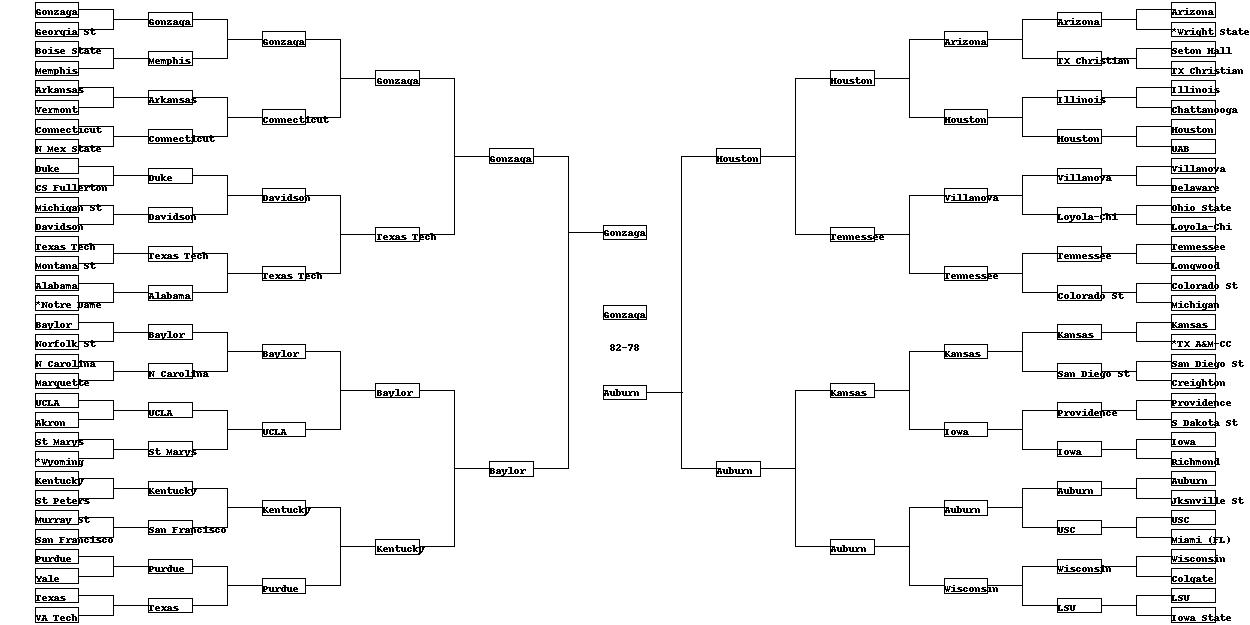 Gonzaga
Georgia St
Boise State
Memphis
Arkansas
Vermont
Connecticut
N Mex State
Duke
CS Fullerton
Michigan St
Davidson
Texas Tech
Montana St
Alabama
*Notre Dame
Baylor
Norfolk St
N Carolina
Marquette
UCLA
Akron
St Marys
*Wyoming
Kentucky
St Peters
Murray St
San Francisco
Purdue
Yale
Texas
VA Tech
Gonzaga
Memphis
Arkansas
Connecticut
Duke
Davidson
Texas Tech
Alabama
Baylor
N Carolina
UCLA
St Marys
Kentucky
San Francisco
Purdue
Texas
Gonzaga
Connecticut
Davidson
Texas Tech
Baylor
UCLA
Kentucky
Purdue
Gonzaga
Texas Tech
Baylor
Kentucky
Gonzaga
Baylor
Gonzaga
Gonzaga
82-78
Auburn
Houston
Auburn
Houston
Tennessee
Kansas
Auburn
Arizona
Houston
Villanova
Tennessee
Kansas
Iowa
Auburn
Wisconsin
Arizona
TX Christian
Illinois
Houston
Villanova
Loyola-Chi
Tennessee
Colorado St
Kansas
San Diego St
Providence
Iowa
Auburn
USC
Wisconsin
LSU
Arizona
*Wright State
Seton Hall
TX Christian
Illinois
Chattanooga
Houston
UAB
Villanova
Delaware
Ohio State
Loyola-Chi
Tennessee
Longwood
Colorado St
Michigan
Kansas
*TX A&M-CC
San Diego St
Creighton
Providence
S Dakota St
Iowa
Richmond
Auburn
Jksnville St
USC
Miami (FL)
Wisconsin
Colgate
LSU
Iowa State